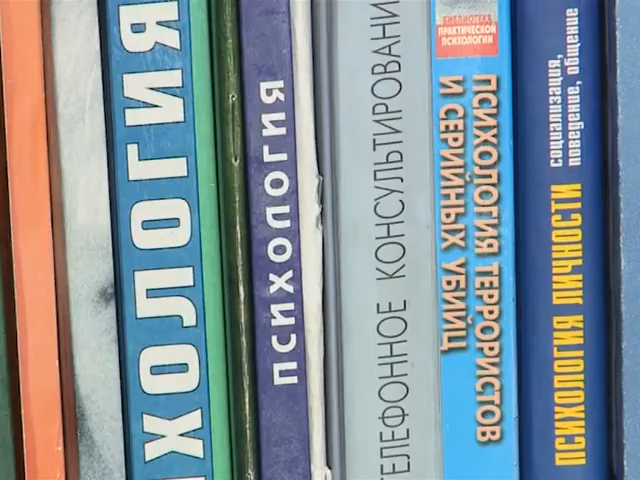 ХОЛОГИЯ
ПСИХОЛОГИЯ
ТЕЛЕФОННОЕ КОНСУЛЬТИРОВАНИ
БИБЛИОТЕКА
ПРАКТИЧЕСКОЙ
ПСИХОЛОГИИ
ПСИХОЛОГИЯ ТЕРРОРИСТОВ
И СЕРИЙНЫХ УБИЙЦ
ПСИХОЛОГИЯ ЛИЧНОСТИ
социализация,
поведение, общение